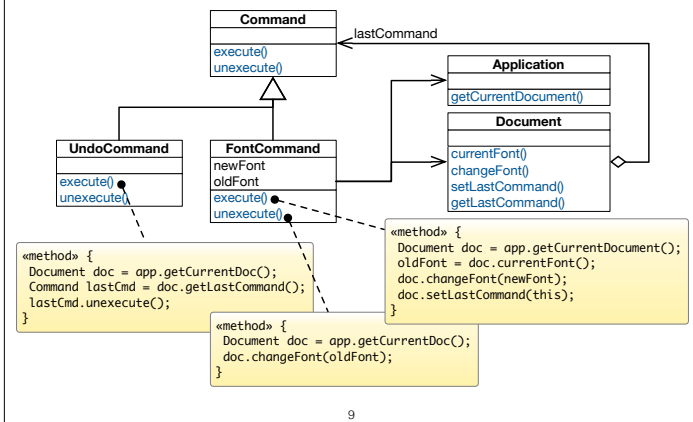 Command
execute()
unexecute()
lastCommand
Application
getCurrentDocument()
Document
currentFont()
changeFont()
setLastCommand()
getLastCommand()
UndoCommand
execute()
unexecute()
FontCommand
newFont
oldFont
execute()
unexecute()
«method» {
Document doc = app.getCurrentDoc();
Command lastCmd = doc.getLastCommand();
lastCmd.unexecute();
}
«method» {
Document doc = app.getCurrentDocument();
oldFont = doc.currentFont();
doc.changeFont(newFont);
doc.setLastCommand(this);
}
«method» {
Document doc = app.getCurrentDoc();
doc.changeFont(oldFont);
}
9